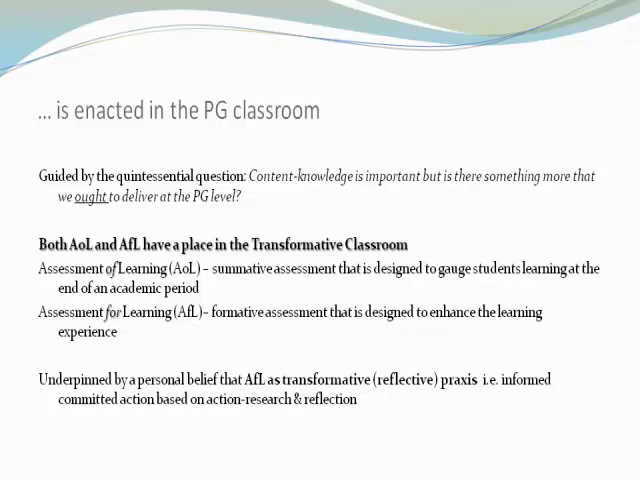 ... is enacted in the PG classroom
Guided by the quintessential question: Content-knowledge is important but is there something more that
we ought to deliver at the PG level?
Both AoL and AfL have a place in the Transformative Classroom
Assessment of Learning (AoL) – summative assessment that is designed to gauge students learning at the
end of an academic period
Assessment for Learning (AfL)– formative assessment that is designed to enhance the learning
experience
Underpinned by a personal belief that AfL as transformative (reflective) praxis i.e. informed
committed action based on action-research & reflection